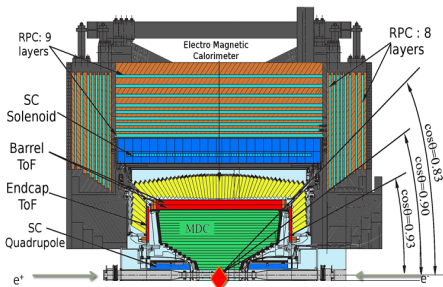 RPC: 9
layers
Electro Magnetic
Calorimeter
RPC : 8
layers
SC
Solenoid
Barrel
ToF
Endcap
ToF
SC
Quadrupole
MDC
cosθ=0.83
cosθ=0.90
cosθ=0.93
e⁺
e⁻